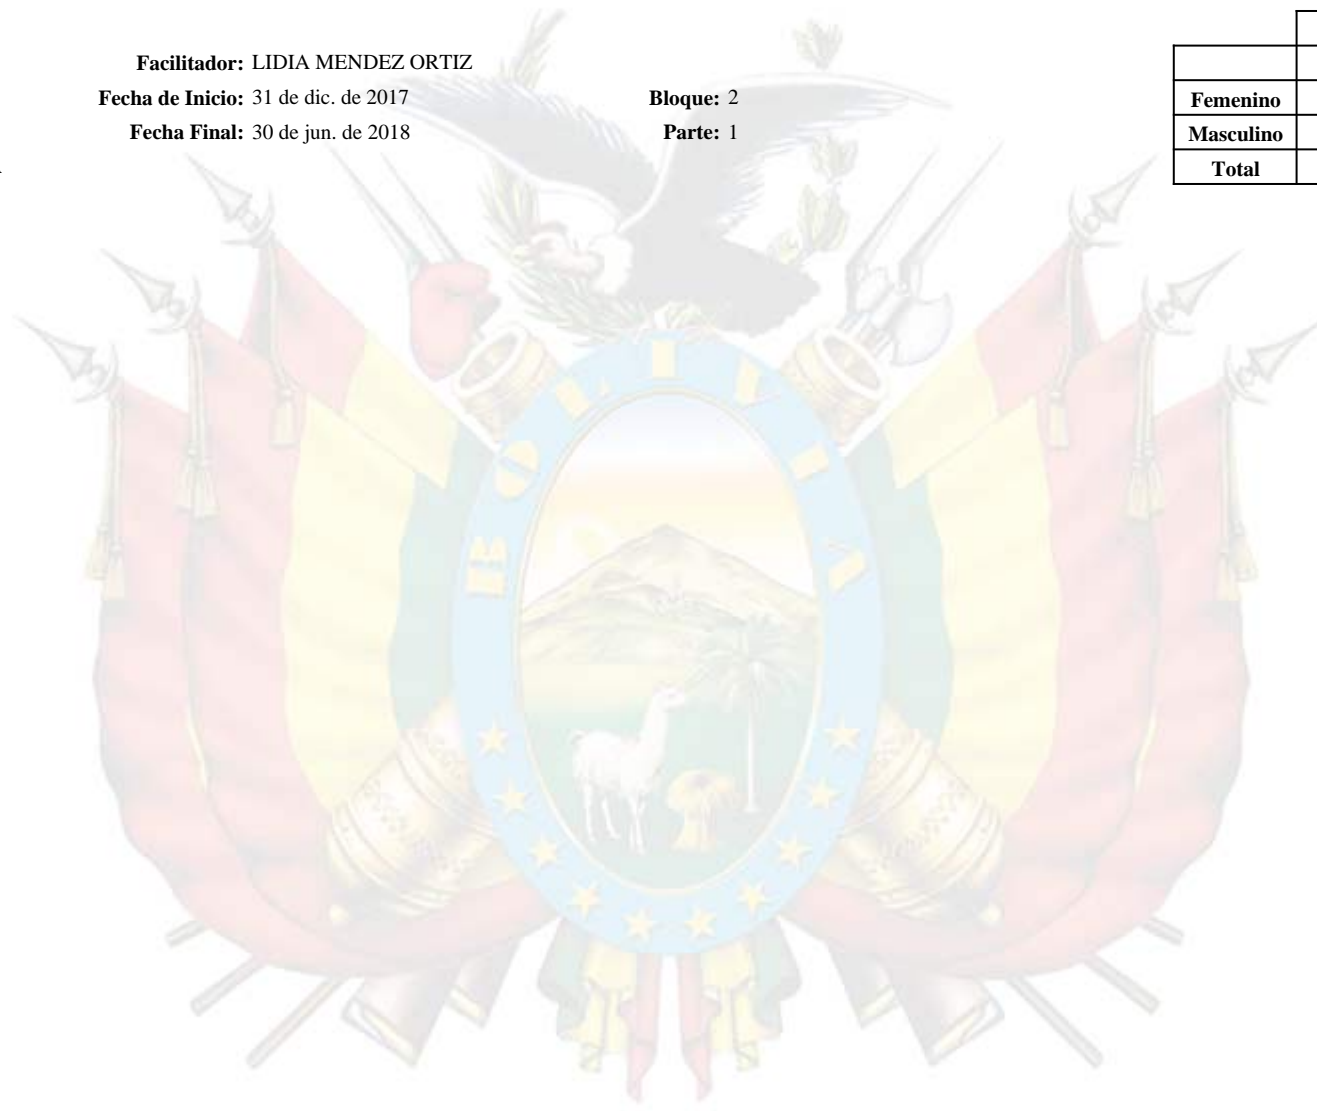 Facilitador: LIDIA MENDEZ ORTIZ
Fecha de Inicio: 31 de dic. de 2017 Bloque: 2
Fecha Final: 30 de jun. de 2018 Parte: 1
Femenino
Masculino
Total
BOLIVIA